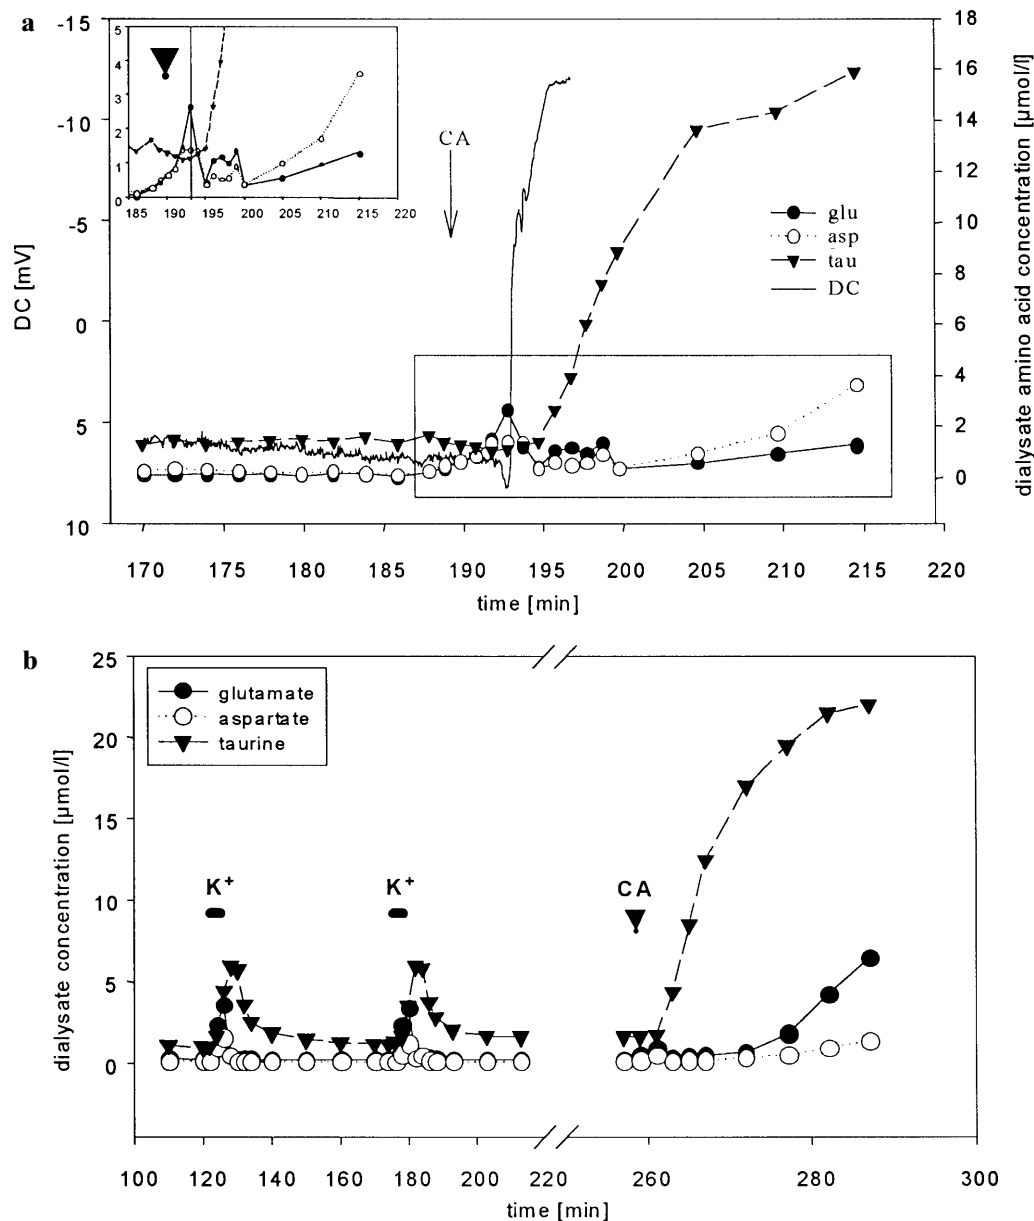 a
-15
-10
-5
0
5
10
DC [mV]
5
4
3
2
1
0
185 190 195 200 205 210 215 220
CA
glu
asp
tau
DC
18
16
14
12
10
8
6
4
2
0
dialysate amino acid concentration [µmol/l]
170 175 180 185 190 195 200 205 210 215 220
time [min]
b
25
20
15
10
5
0
dialysate concentration [µmol/l]
glutamate
aspartate
taurine
K+ K+ CA
100 120 140 160 180 200 220 260 280 300
time [min]